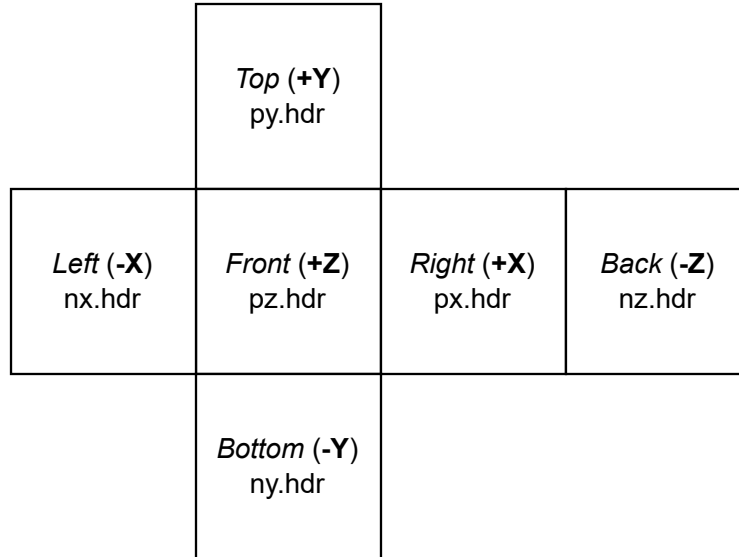 Top (+Y)
py.hdr
Left (-X)
nx.hdr
Front (+Z)
pz.hdr
Right (+X)
px.hdr
Back (-Z)
nz.hdr
Bottom (-Y)
ny.hdr